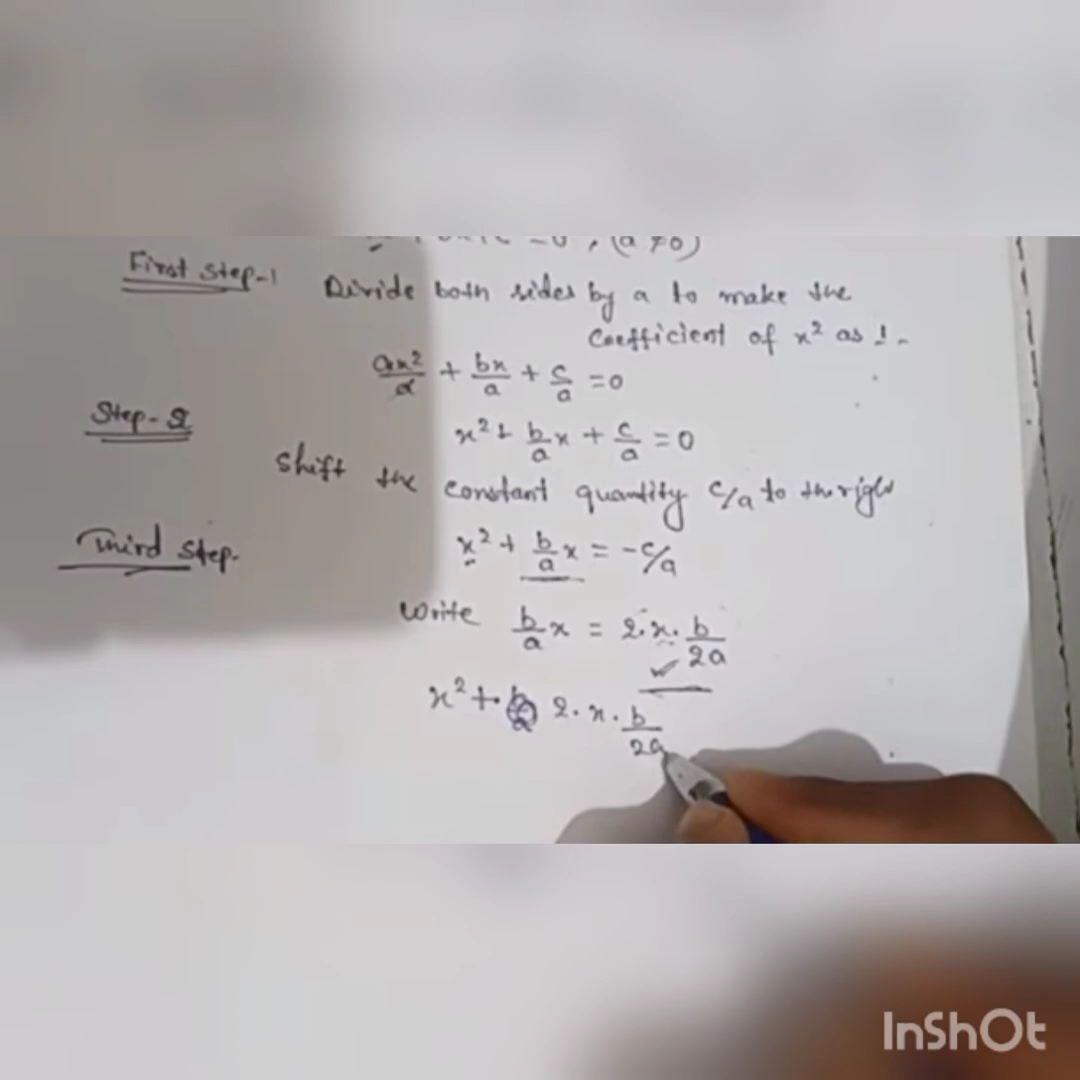 = 0 , (a ≠ 0)
First Step-1 Divide both sides by a to make the
Coefficient of x² as 1.
ax²/a + bx/a + c/a = 0
Step-2
x² + b/a x + c/a = 0
Shift the constant quantity c/a to the right
Third Step.
x² + b/a x = -c/a
Write b/a x = 2·x·b/2a
x² + 2·x·b/2a
InShOt